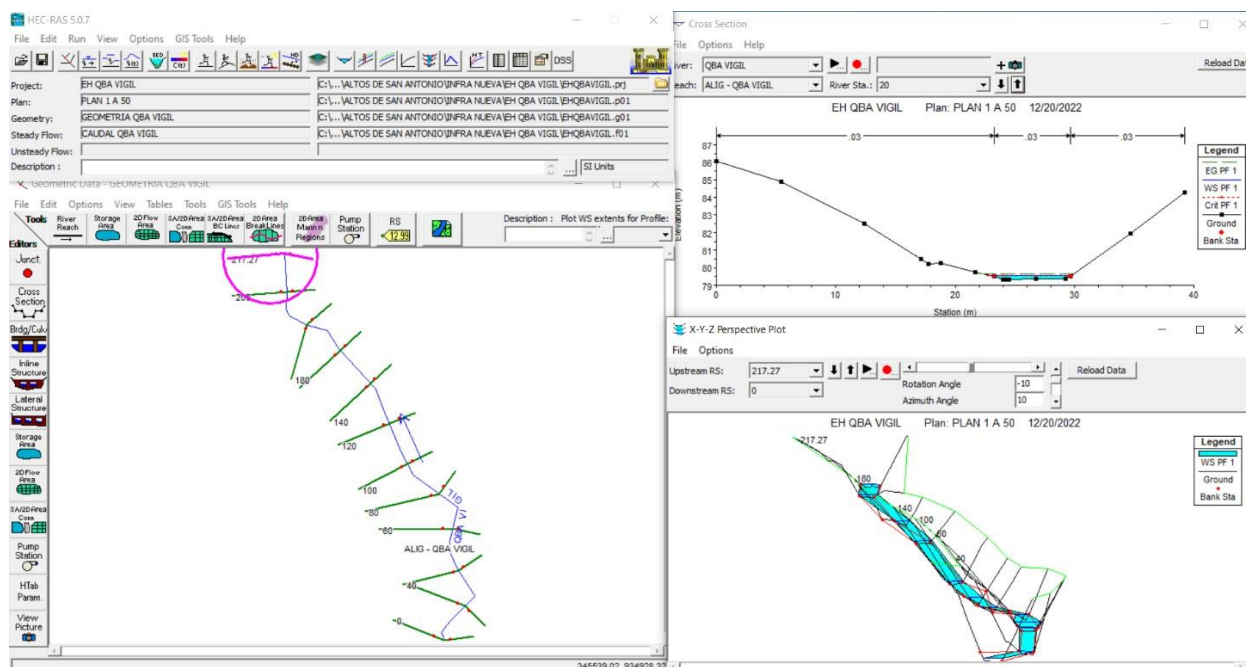 HEC-RAS 5.0.7
File Edit Run View Options GIS Tools Help
DSS
Project: EH QBA VIGIL C:\...\ALTOS DE SAN ANTONIO\INFRA NUEVA\EH QBA VIGIL\EHQBAVIGIL.prj
Plan: PLAN 1 A 50 C:\...\ALTOS DE SAN ANTONIO\INFRA NUEVA\EH QBA VIGIL\EHQBAVIGIL.p01
Geometry: GEOMETRIA QBA VIGIL C:\...\ALTOS DE SAN ANTONIO\INFRA NUEVA\EH QBA VIGIL\EHQBAVIGIL.g01
Steady Flow: CAUDAL QBA VIGIL C:\...\ALTOS DE SAN ANTONIO\INFRA NUEVA\EH QBA VIGIL\EHQBAVIGIL.f01
Unsteady Flow:
Description : ... SI Units
Geometric Data - GEOMETRIA QBA VIGIL
File Edit Options View Tables Tools GIS Tools Help
Tools
Editors
River Reach
Storage Area
2D Flow Area
SA/2D Area Conn
SA/2D Area BC Lines
2D Area BreakLines
2D Area Mann n Regions
Pump Station
RS
12.99
Description : Plot WS extents for Profile:
...
Junct.
Cross Section
Brdg/Culv
Inline Structure
Lateral Structure
Storage Area
2D Flow Area
SA/2D Area Conn
Pump Station
HTab Param.
View Picture
217.27
200
180
140
120
100
80
60
40
0
QBA VIGIL
ALIG - QBA VIGIL
345539.02, 934928.32
Cross Section
File Options Help
River: QBA VIGIL Reload Data
Reach: ALIG - QBA VIGIL River Sta.: 20
EH QBA VIGIL Plan: PLAN 1 A 50 12/20/2022
.03 .03 .03
87
86
85
84
83
82
81
80
79
Elevation (m)
0 10 20 30 40
Station (m)
Legend
EG PF 1
WS PF 1
Crit PF 1
Ground
Bank Sta
X-Y-Z Perspective Plot
File Options
Upstream RS: 217.27
Downstream RS: 0
Rotation Angle -10
Azimuth Angle 10
Reload Data
EH QBA VIGIL Plan: PLAN 1 A 50 12/20/2022
217.27
180
140
100
60
40
Legend
WS PF 1
Ground
Bank Sta